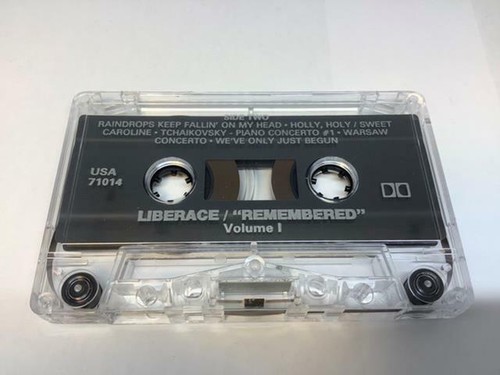 SIDE TWO
RAINDROPS KEEP FALLIN' ON MY HEAD • HOLLY, HOLY / SWEET
CAROLINE • TCHAIKOVSKY - PIANO CONCERTO #1 • WARSAW
CONCERTO • WE'VE ONLY JUST BEGUN
USA
71014
LIBERACE / "REMEMBERED"
Volume I